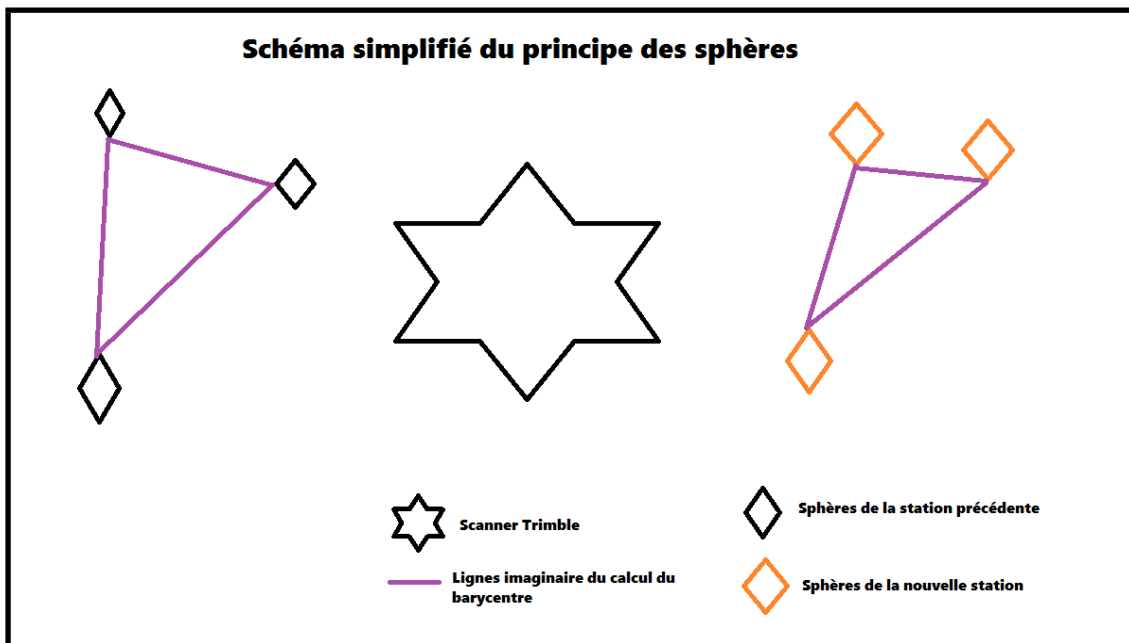 Schéma simplifié du principe des sphères
Scanner Trimble
Sphères de la station précédente
Lignes imaginaire du calcul du
barycentre
Sphères de la nouvelle station